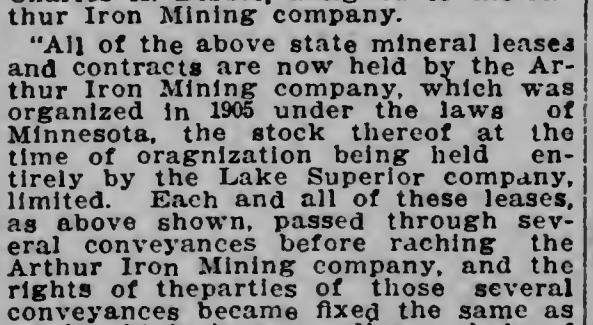 thur Iron Mining company.
"All of the above state mineral leases
and contracts are now held by the Ar-
thur Iron Mining company, which was
organized in 1905 under the laws of
Minnesota, the stock thereof at the
time of oragnization being held en-
tirely by the Lake Superior company,
limited. Each and all of these leases,
as above shown, passed through sev-
eral conveyances before raching the
Arthur Iron Mining company, and the
rights of theparties of those several
conveyances became fixed the same as